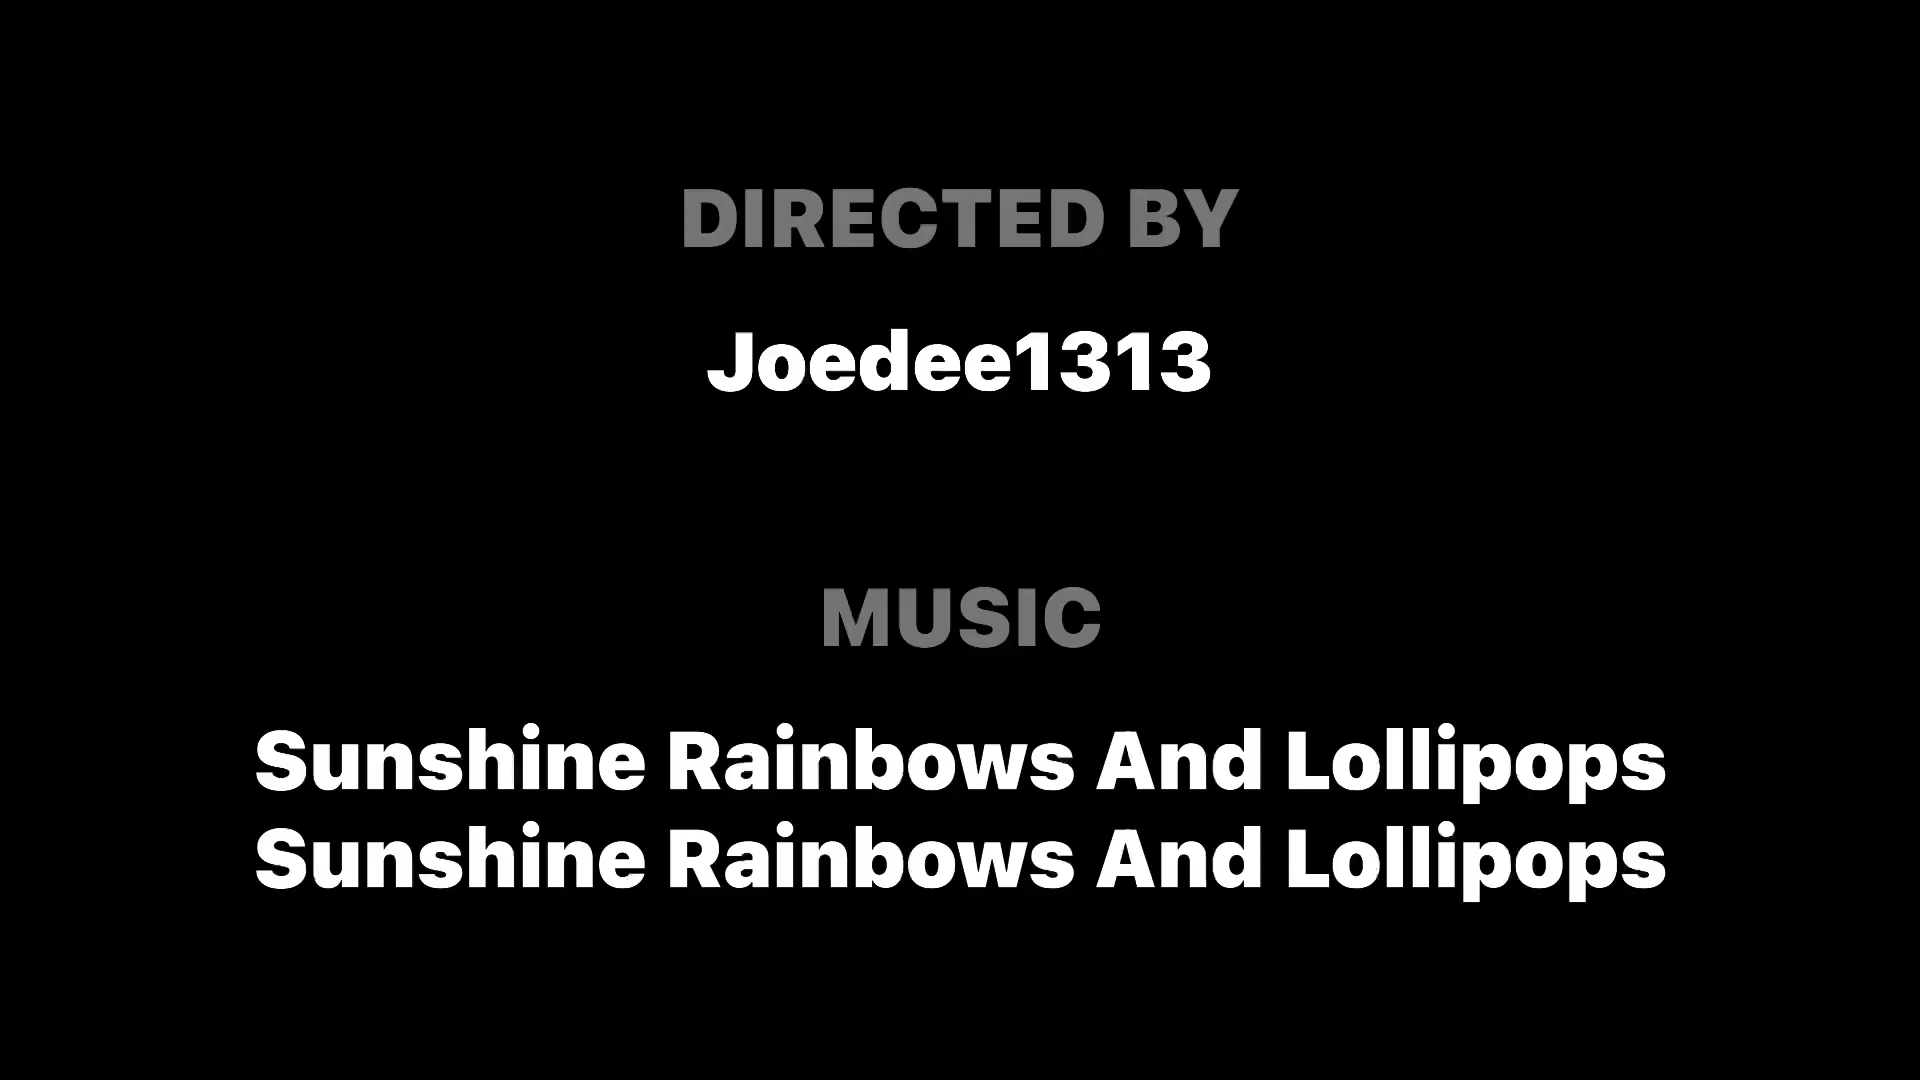 DIRECTED BY
Joedee1313
MUSIC
Sunshine Rainbows And Lollipops
Sunshine Rainbows And Lollipops